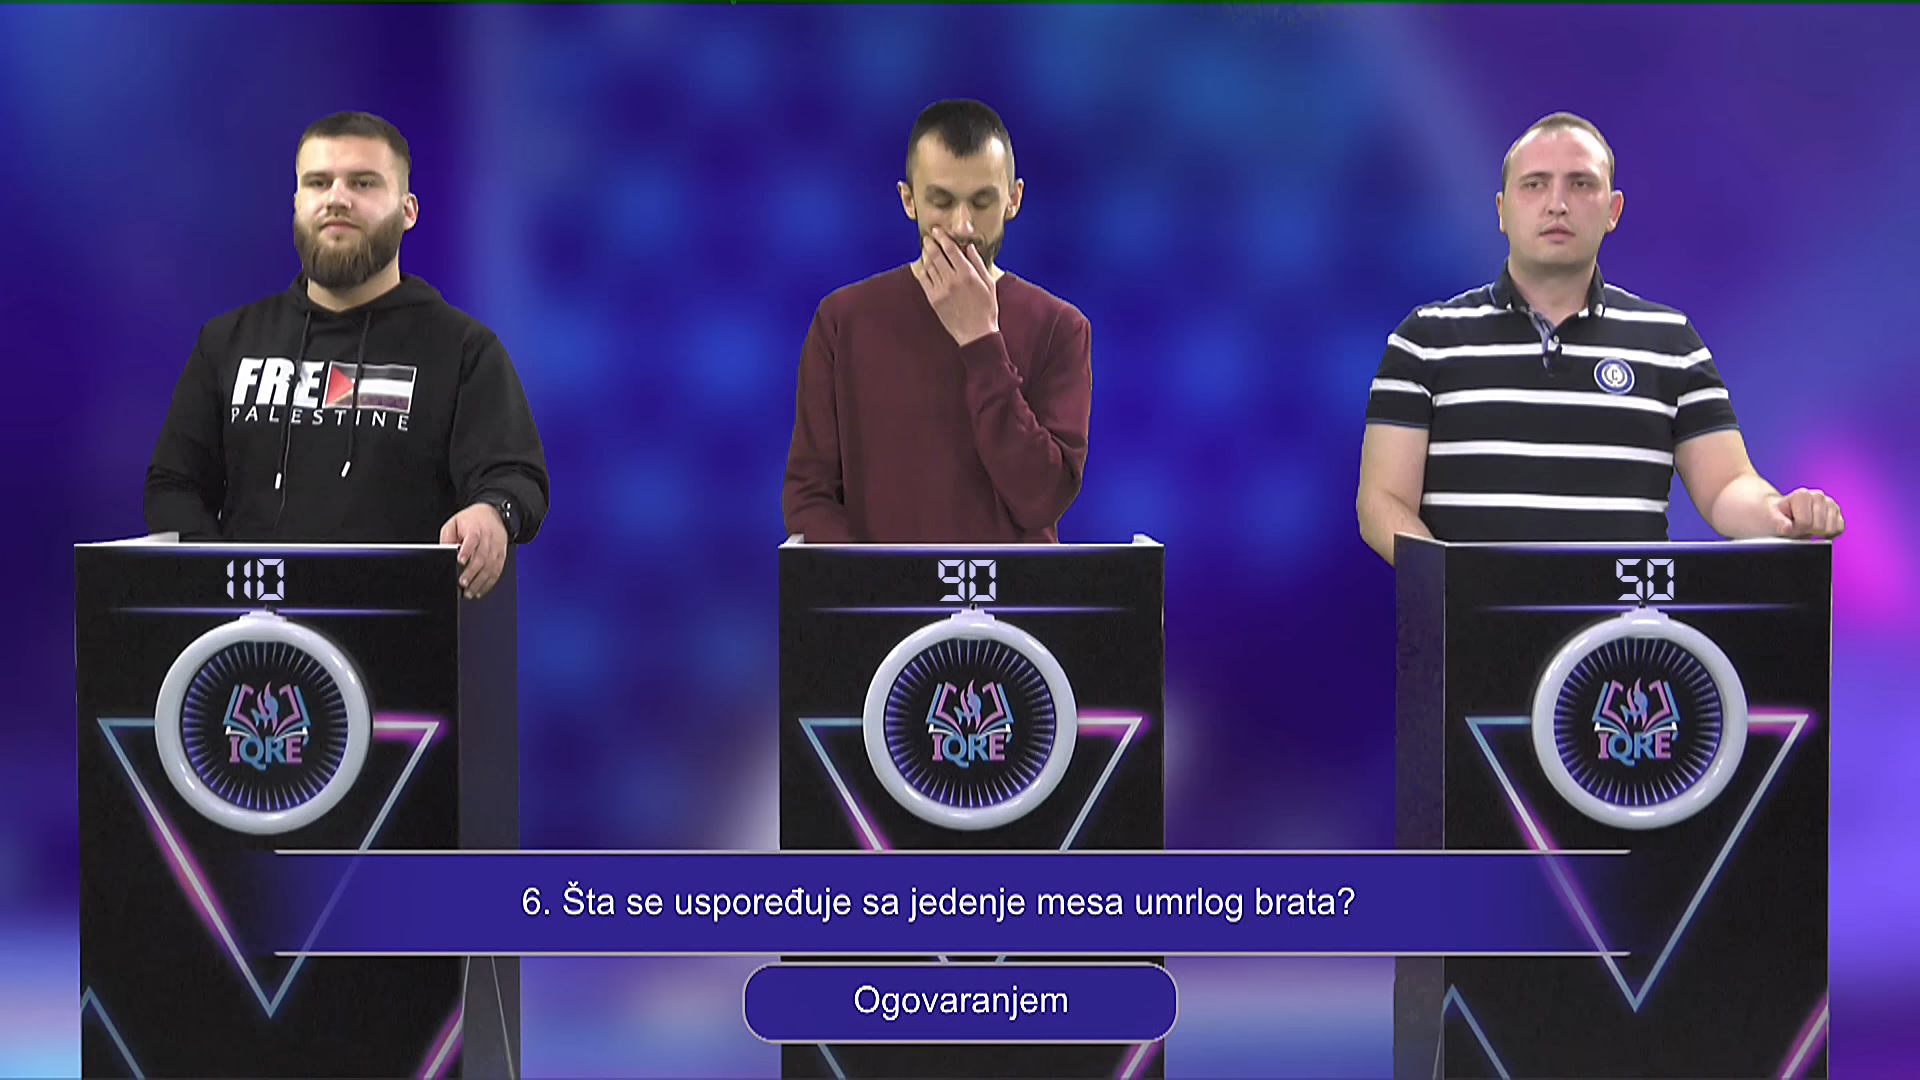 FREE
PALESTINE
110
90
50
IQRE'
IQRE'
IQRE'
6. Šta se uspoređuje sa jedenje mesa umrlog brata?
Ogovaranjem